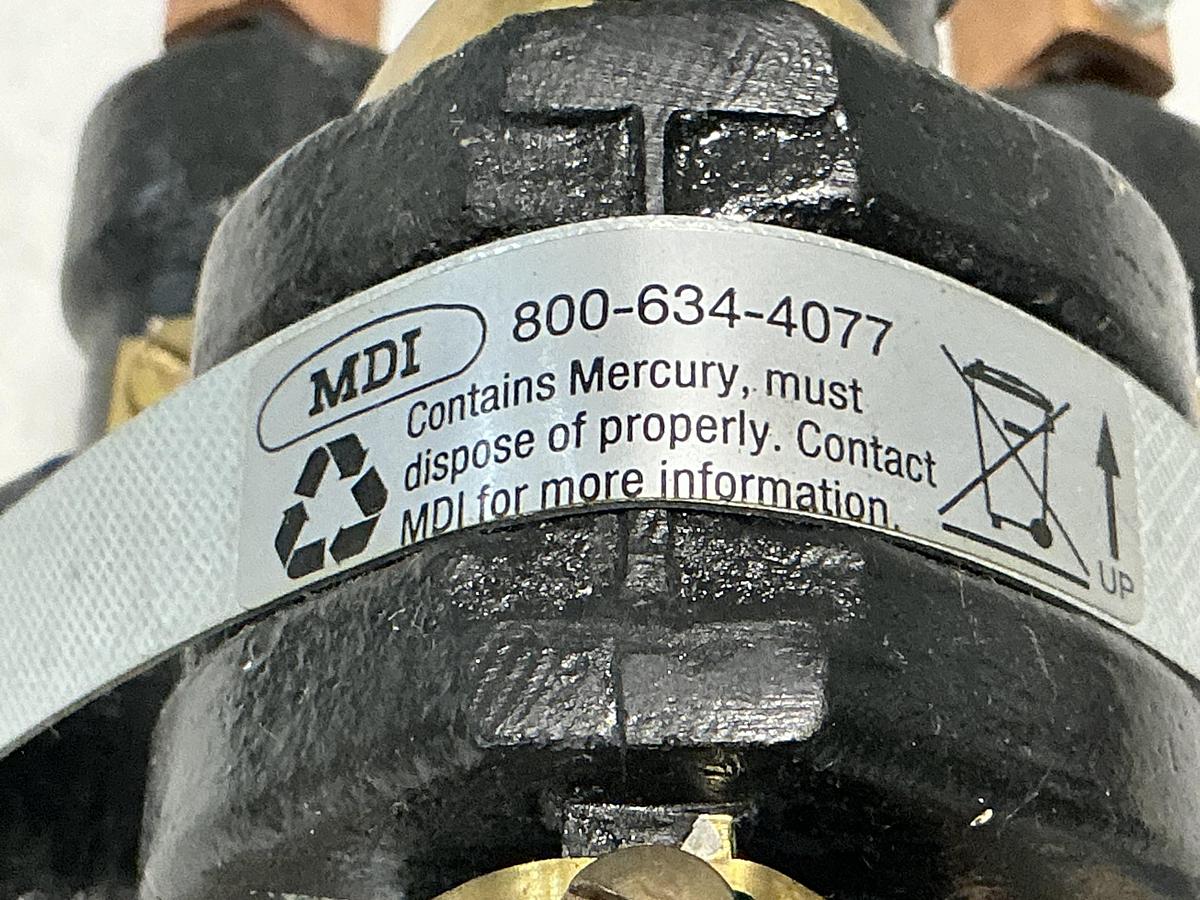 MDI 800-634-4077
Contains Mercury, must
dispose of properly. Contact
MDI for more information.
UP